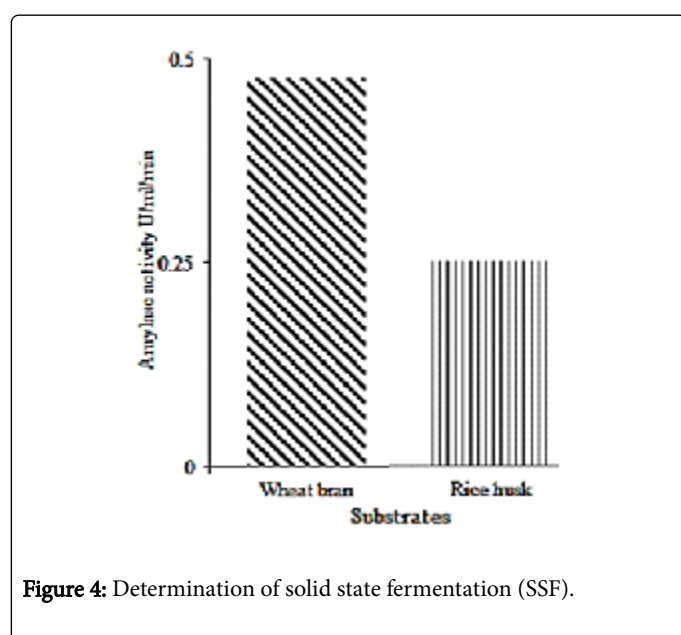 0.5
Amylase activity U/ml/min
0.25
0
Wheat bran
Rice husk
Substrates
Figure 4: Determination of solid state fermentation (SSF).